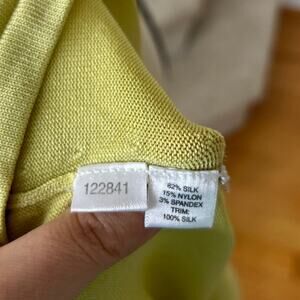 122841
82% SILK
15% NYLON
3% SPANDEX
TRIM:
100% SILK